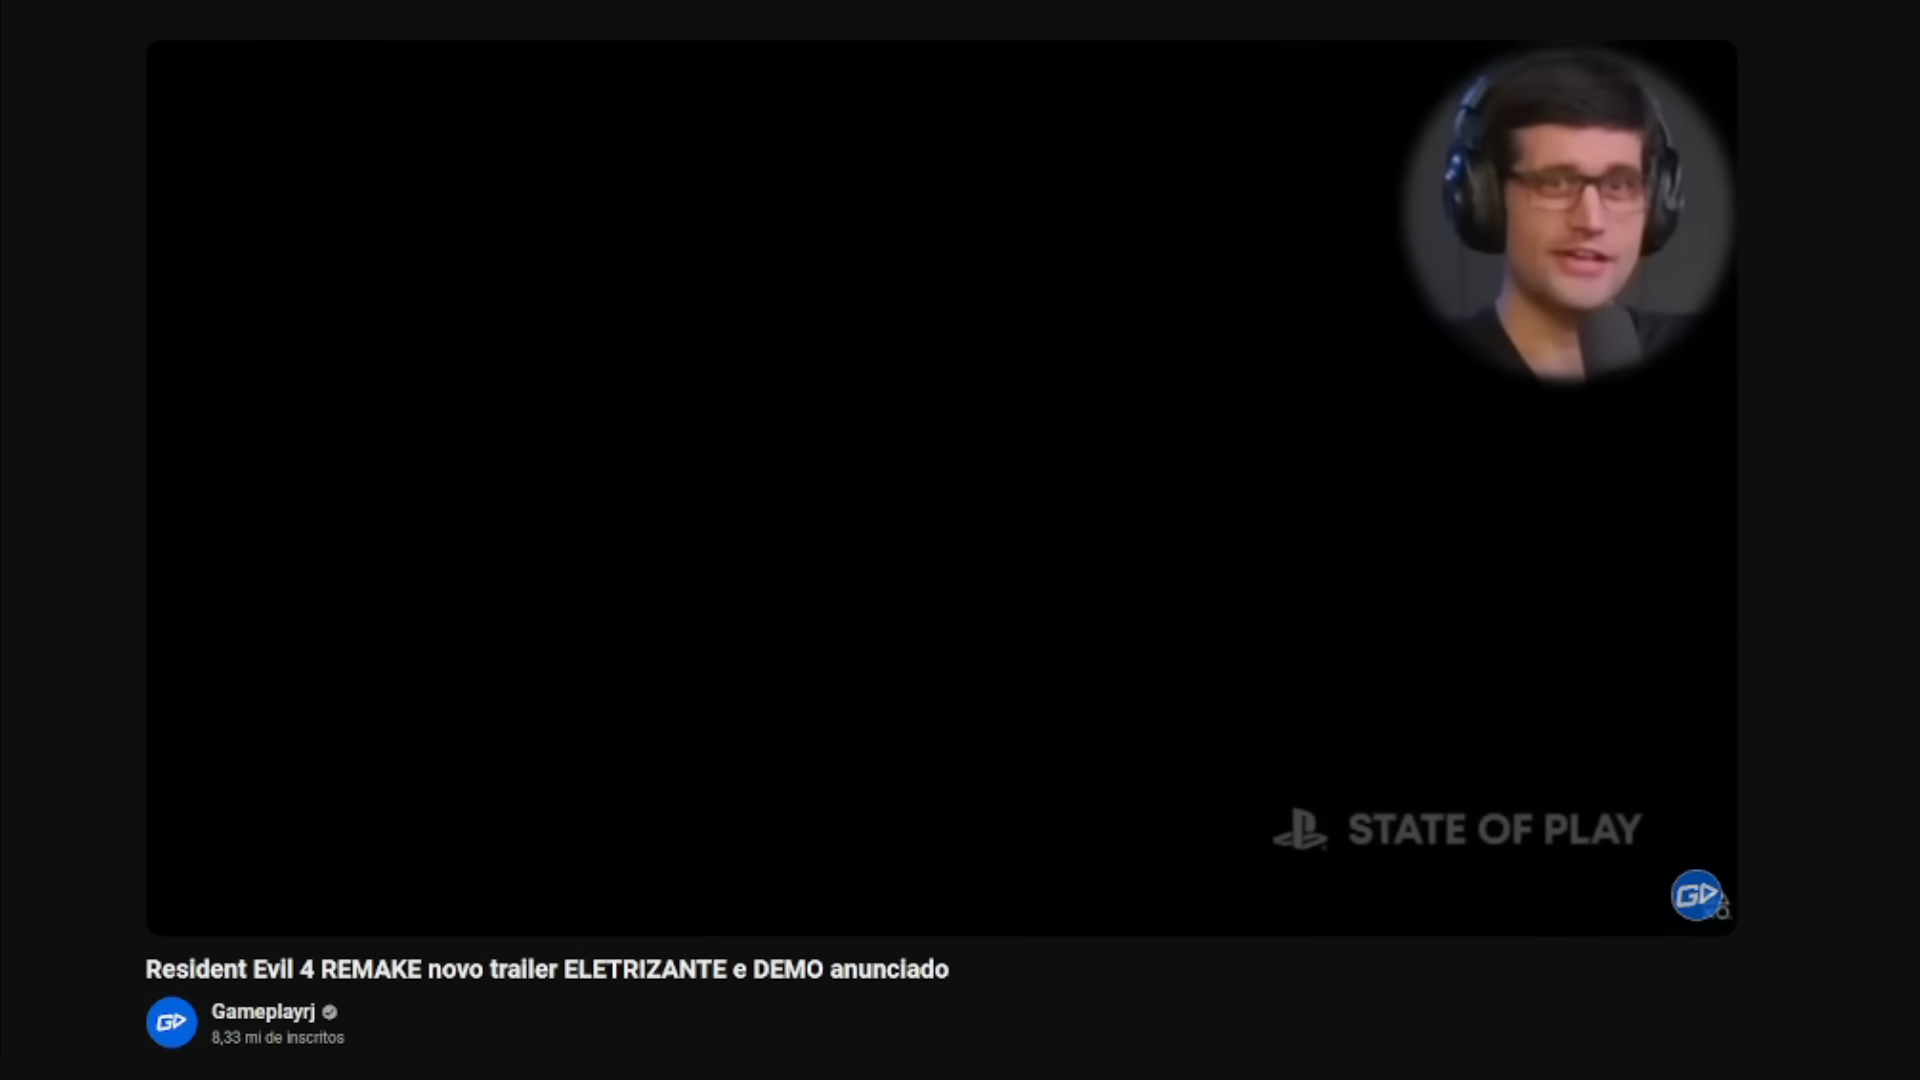 STATE OF PLAY
Resident Evil 4 REMAKE novo trailer ELETRIZANTE e DEMO anunciado
Gameplayrj
8,33 mi de inscritos